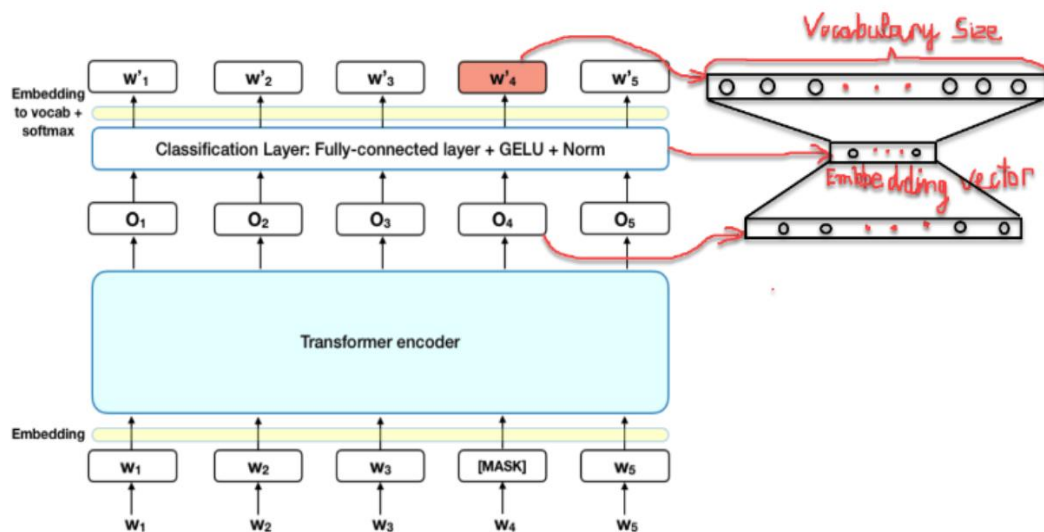 Vocabulary Size
w'1 w'2 w'3 w'4 w'5
Embedding
to vocab +
softmax
Classification Layer: Fully-connected layer + GELU + Norm
Embedding vector
O1 O2 O3 O4 O5
Transformer encoder
Embedding
W1 W2 W3 [MASK] W5
W1 W2 W3 W4 W5